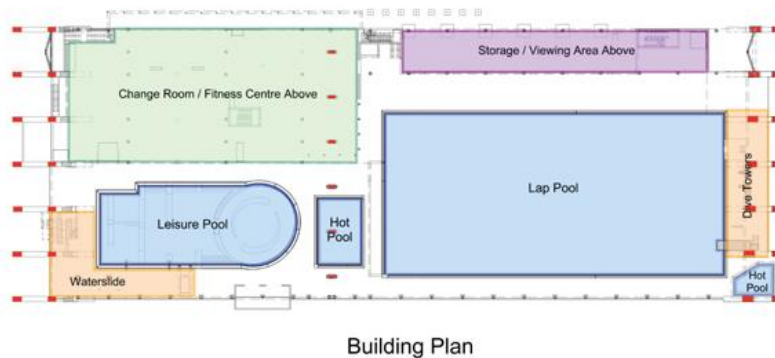 Storage / Viewing Area Above
Change Room / Fitness Centre Above
Lap Pool
Dive Towers
Leisure Pool
Hot
Pool
Waterslide
Hot
Pool
Building Plan